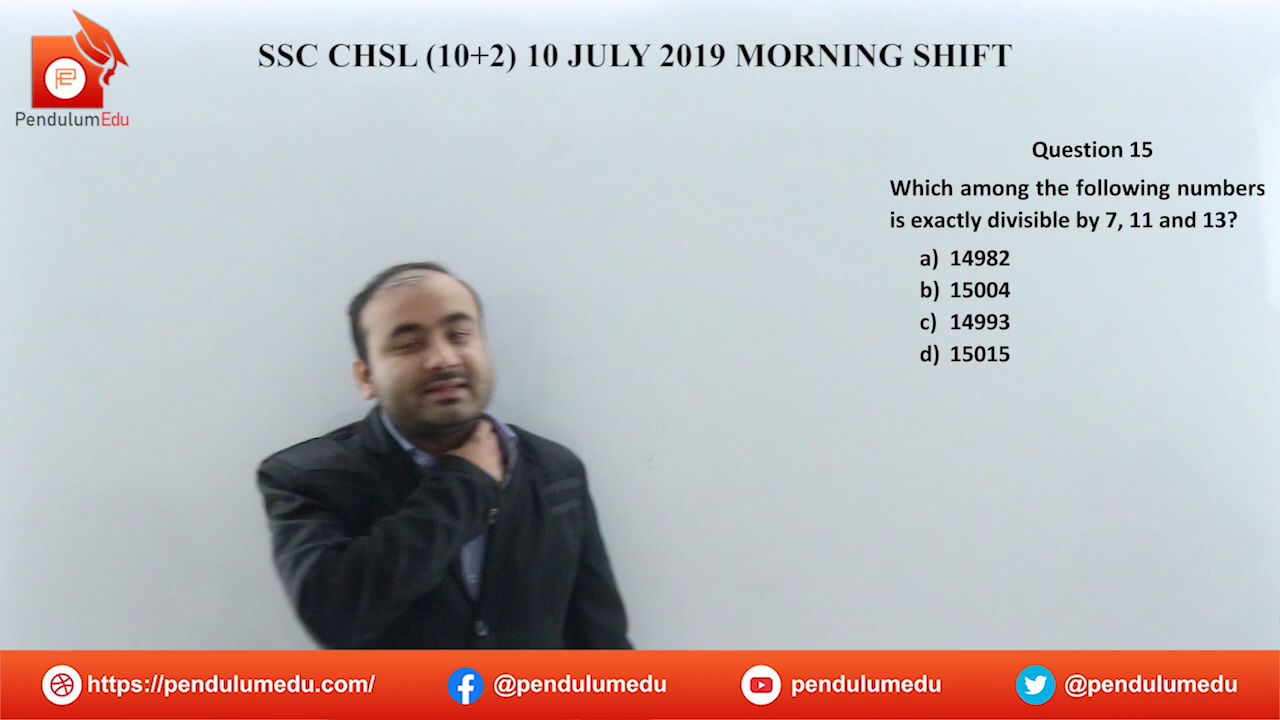 SSC CHSL (10+2) 10 JULY 2019 MORNING SHIFT
PendulumEdu
Question 15
Which among the following numbers
is exactly divisible by 7, 11 and 13?
a) 14982
b) 15004
c) 14993
d) 15015
https://pendulumedu.com/
@pendulumedu
pendulumedu
@pendulumedu